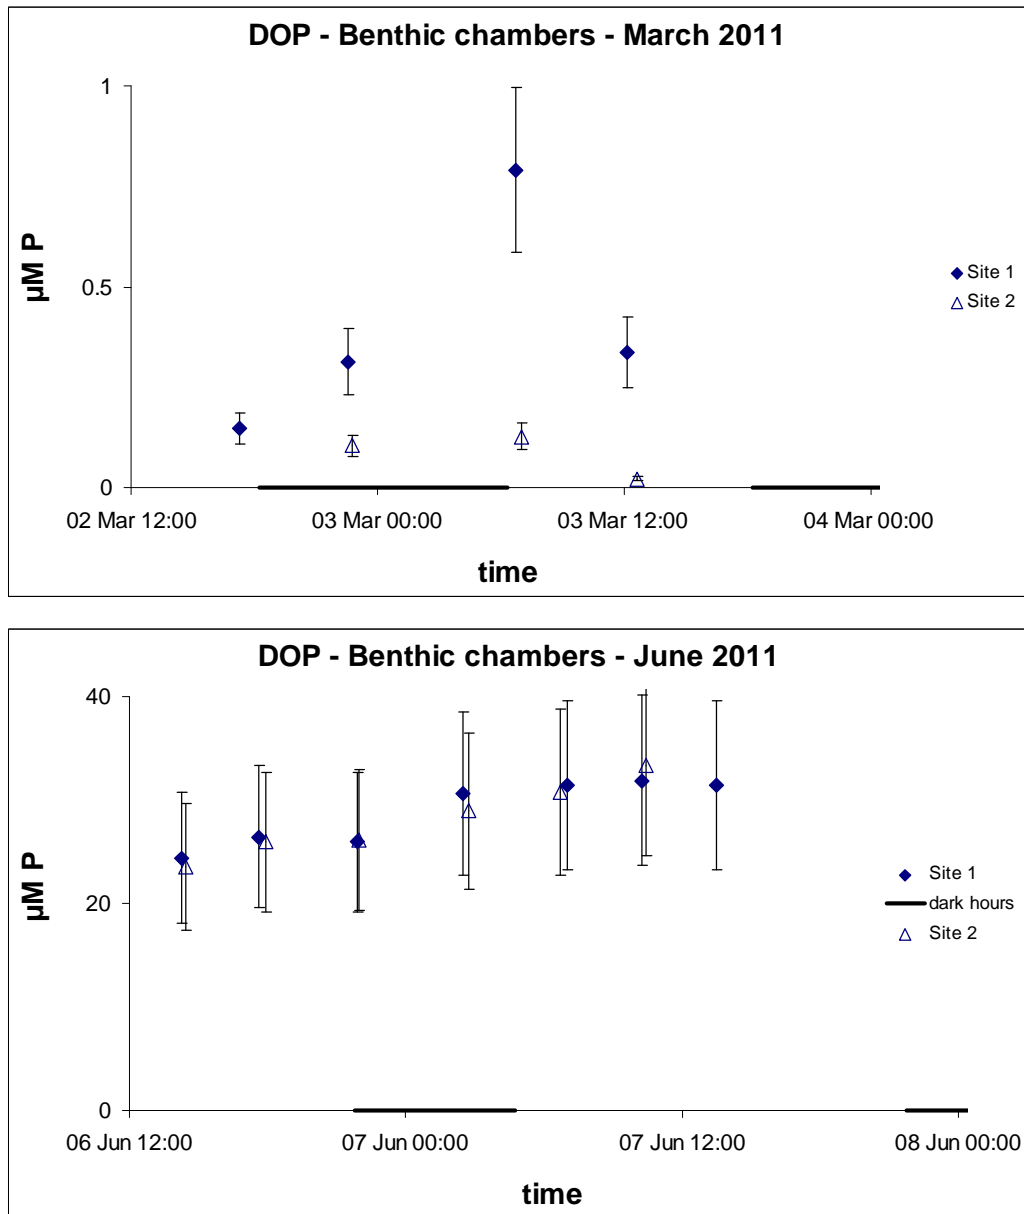 DOP - Benthic chambers - March 2011
1
0.5
0
µM P
Site 1
Site 2
02 Mar 12:00 03 Mar 00:00 03 Mar 12:00 04 Mar 00:00
time
DOP - Benthic chambers - June 2011
40
20
0
µM P
Site 1
dark hours
Site 2
06 Jun 12:00 07 Jun 00:00 07 Jun 12:00 08 Jun 00:00
time